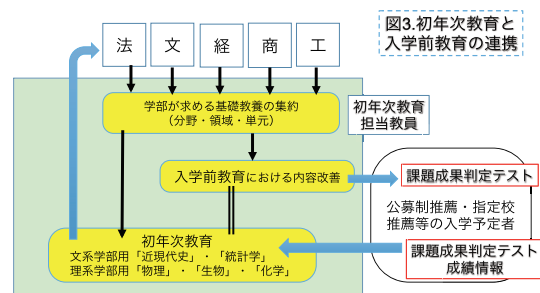 図3.初年次教育と
入学前教育の連携
法 文 経 商 工
学部が求める基礎教養の集約
（分野・領域・単元）
初年次教育
担当教員
入学前教育における内容改善
課題成果判定テスト
公募制推薦・指定校
推薦等の入学予定者
初年次教育
文系学部用「近現代史」・「統計学」
理系学部用「物理」・「生物」・「化学」
課題成果判定テスト
成績情報